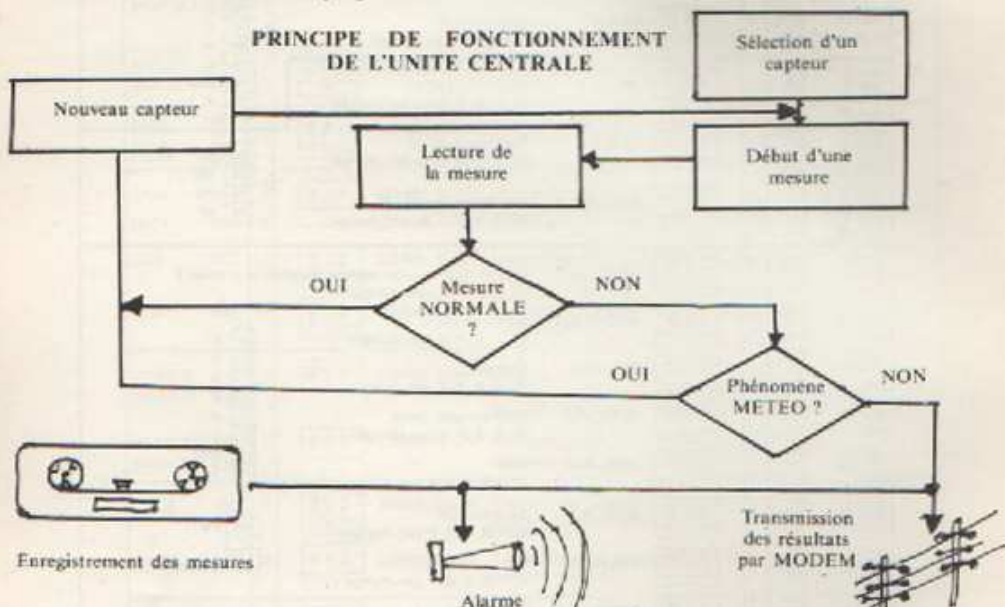 PRINCIPE DE FONCTIONNEMENT
DE L'UNITE CENTRALE
Sélection d'un
capteur
Nouveau capteur
Lecture de
la mesure
Début d'une
mesure
OUI
Mesure
NORMALE
?
NON
OUI
Phénomene
METEO ?
NON
Enregistrement des mesures
Alarme
Transmission
des résultats
par MODEM